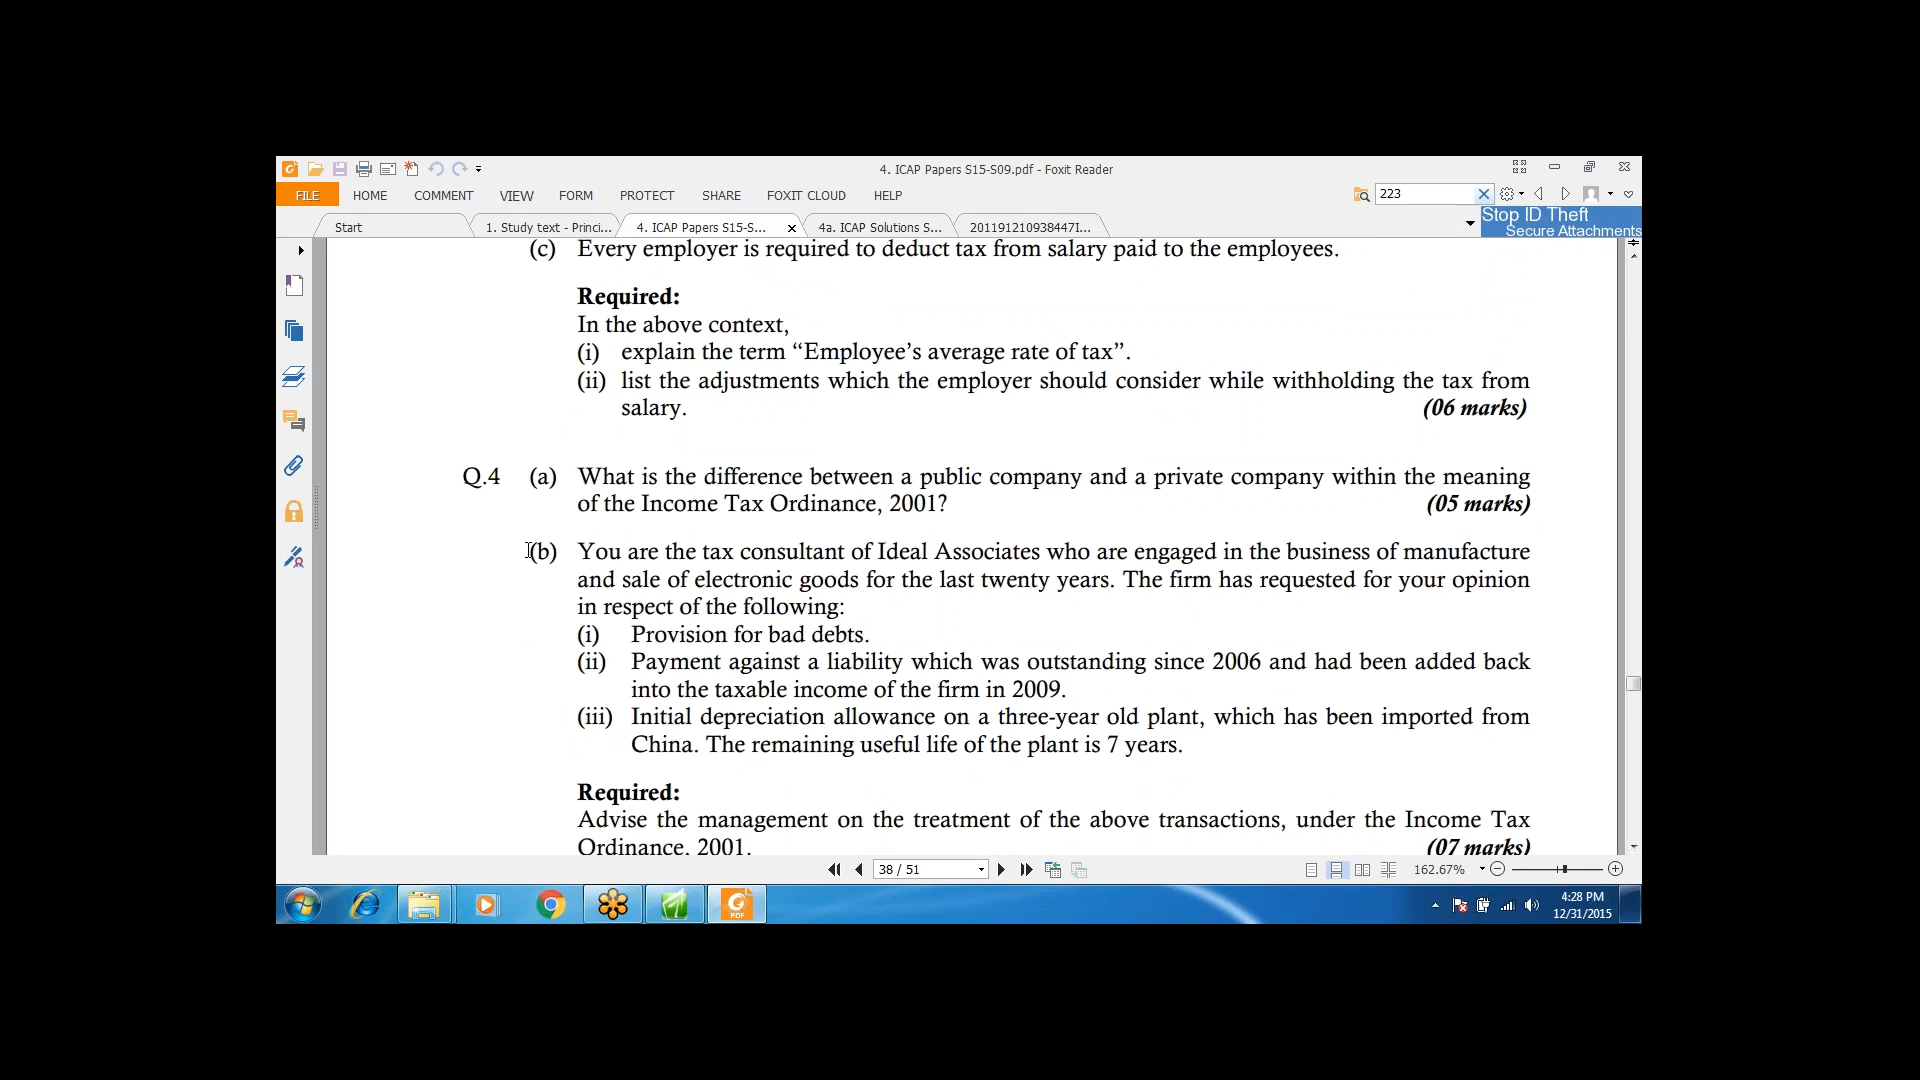 4. ICAP Papers S15-S09.pdf - Foxit Reader
FILE HOME COMMENT VIEW FORM PROTECT SHARE FOXIT CLOUD HELP 223
Stop ID Theft
Secure Attachments
Start 1. Study text - Princi... 4. ICAP Papers S15-S... 4a. ICAP Solutions S... 20119121093844​7I...
(c) Every employer is required to deduct tax from salary paid to the employees.
Required:
In the above context,
(i) explain the term “Employee’s average rate of tax”.
(ii) list the adjustments which the employer should consider while withholding the tax from
salary. (06 marks)
Q.4 (a) What is the difference between a public company and a private company within the meaning
of the Income Tax Ordinance, 2001? (05 marks)
(b) You are the tax consultant of Ideal Associates who are engaged in the business of manufacture
and sale of electronic goods for the last twenty years. The firm has requested for your opinion
in respect of the following:
(i) Provision for bad debts.
(ii) Payment against a liability which was outstanding since 2006 and had been added back
into the taxable income of the firm in 2009.
(iii) Initial depreciation allowance on a three-year old plant, which has been imported from
China. The remaining useful life of the plant is 7 years.
Required:
Advise the management on the treatment of the above transactions, under the Income Tax
Ordinance, 2001. (07 marks)
38 / 51 162.67%
PDF
4:28 PM
12/31/2015